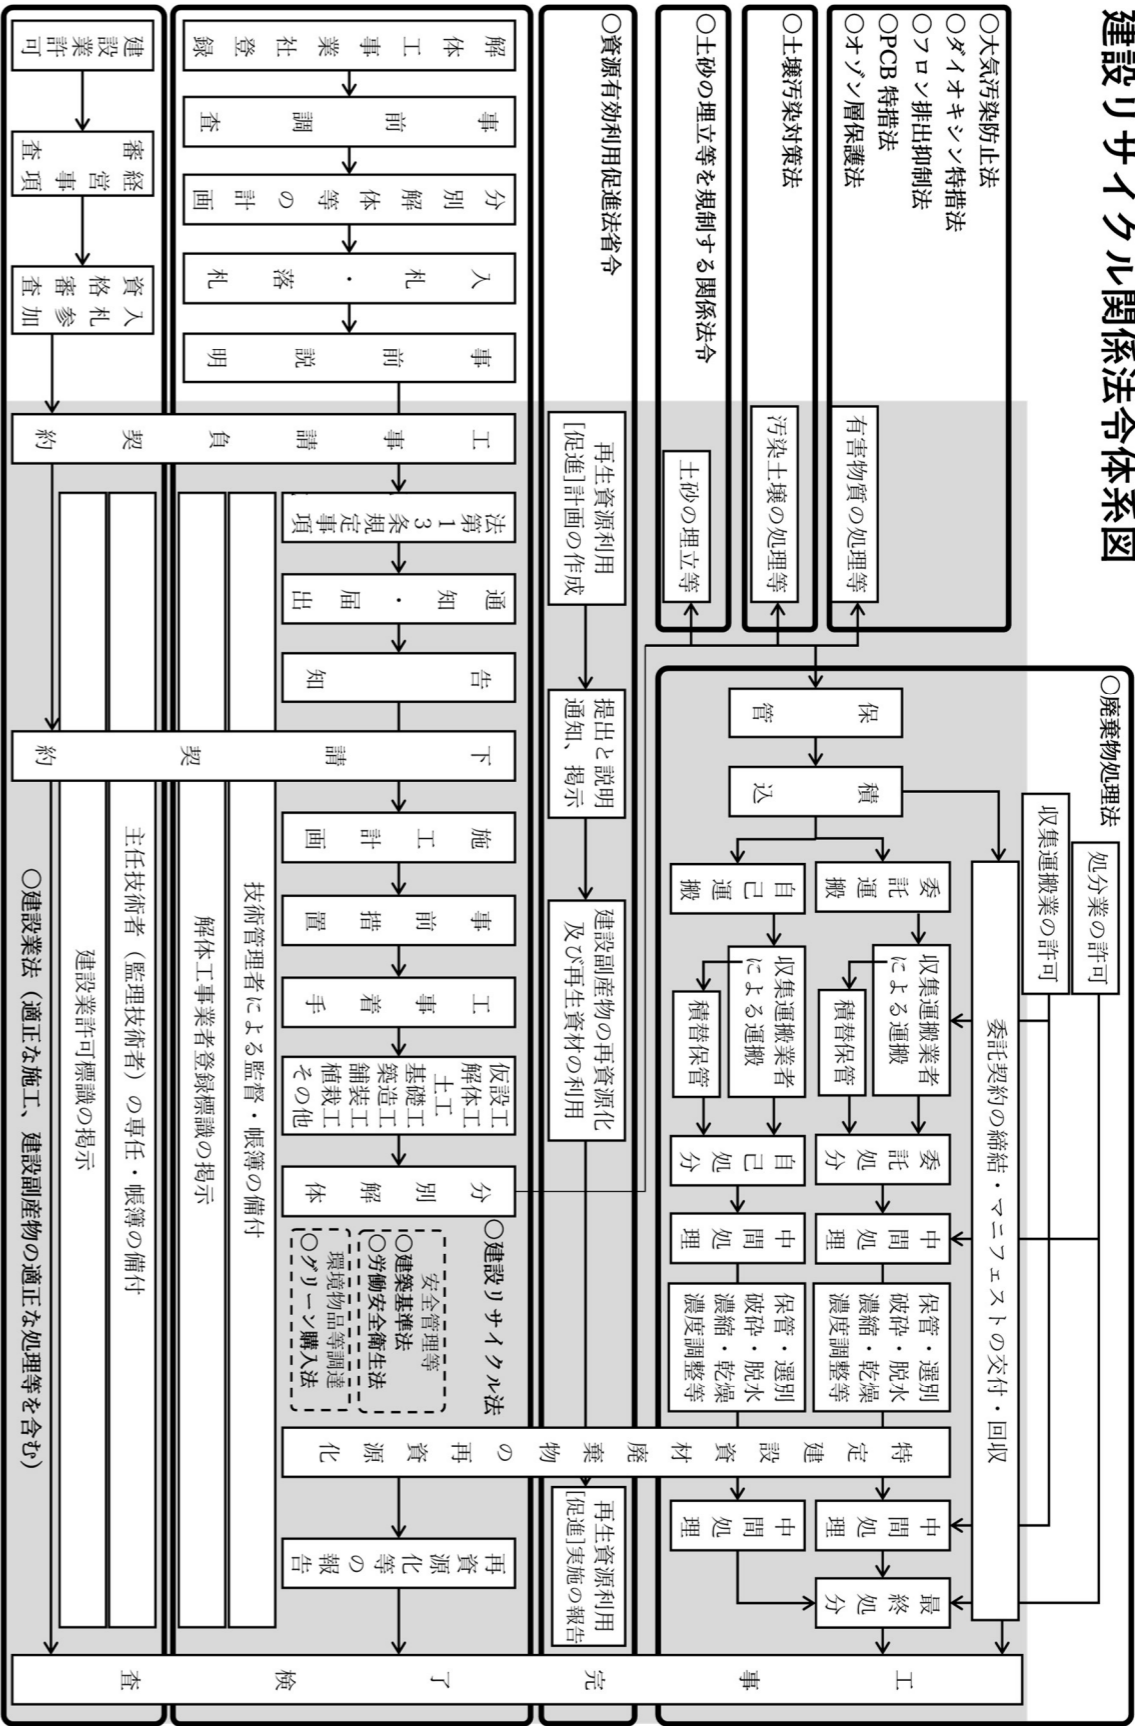 建設リサイクル関係法令体系図
○大気汚染防止法
○ダイオキシン特措法
○フロン排出抑制法
○PCB 特措法
○オゾン層保護法
有害物質の処理等
○土壌汚染対策法
汚染土壌の処理等
○土砂の埋立等を規制する関係法令
土砂の埋立等
○廃棄物処理法
処分業の許可
収集運搬業の許可
委託契約の締結・マニフェストの交付・回収
保管
積込
委託運搬
収集運搬業者
による運搬
積替保管
委託処分
中間処理
保管・選別
破砕・脱水
濃縮・乾燥
濃度調整等
中間処理
最終処分
自己運搬
収集運搬業者
による運搬
積替保管
自己処分
中間処理
保管・選別
破砕・脱水
濃縮・乾燥
濃度調整等
中間処理
特定建設資材廃棄物の再資源化
○資源有効利用促進法省令
再生資源利用
[促進]計画の作成
提出と説明
通知、掲示
建設副産物の再資源化
及び再生資材の利用
再生資源利用
[促進]実施の報告
解体工事業社登録
事前調査
分別解体等の計画
入札・落札
事前説明
工事請負契約
法第13条規定事項
通知・届出
告知
下請契約
施工計画
事前措置
工事着手
仮設工
解体工
土工
基礎工
築造工
舗装工
植栽工
その他
分別解体
○建設リサイクル法
安全管理等
○建築基準法
○労働安全衛生法
環境物品等調達
○グリーン購入法
再資源化等の報告
技術管理者による監督・帳簿の備付
解体工事業者登録標識の掲示
建設業許可
経営事項
審査
入札参加
資格審査
主任技術者（監理技術者）の専任・帳簿の備付
建設業許可標識の掲示
○建設業法（適正な施工、建設副産物の適正な処理等を含む）
工事完了検査